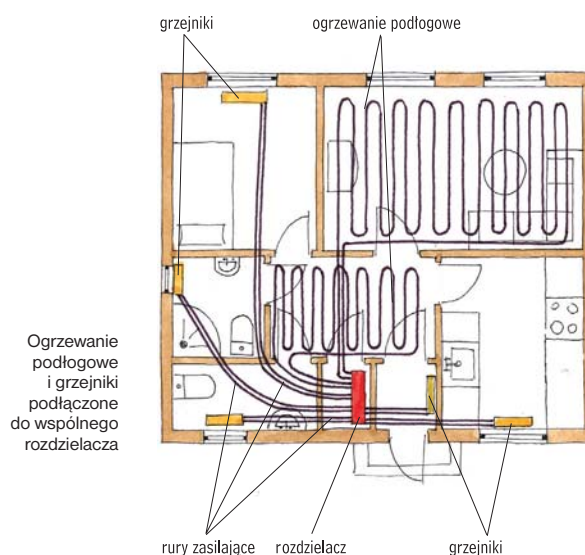 grzejniki
ogrzewanie podłogowe
Ogrzewanie
podłogowe
i grzejniki
podłączone
do wspólnego
rozdzielacza
rury zasilające
rozdzielacz
grzejniki